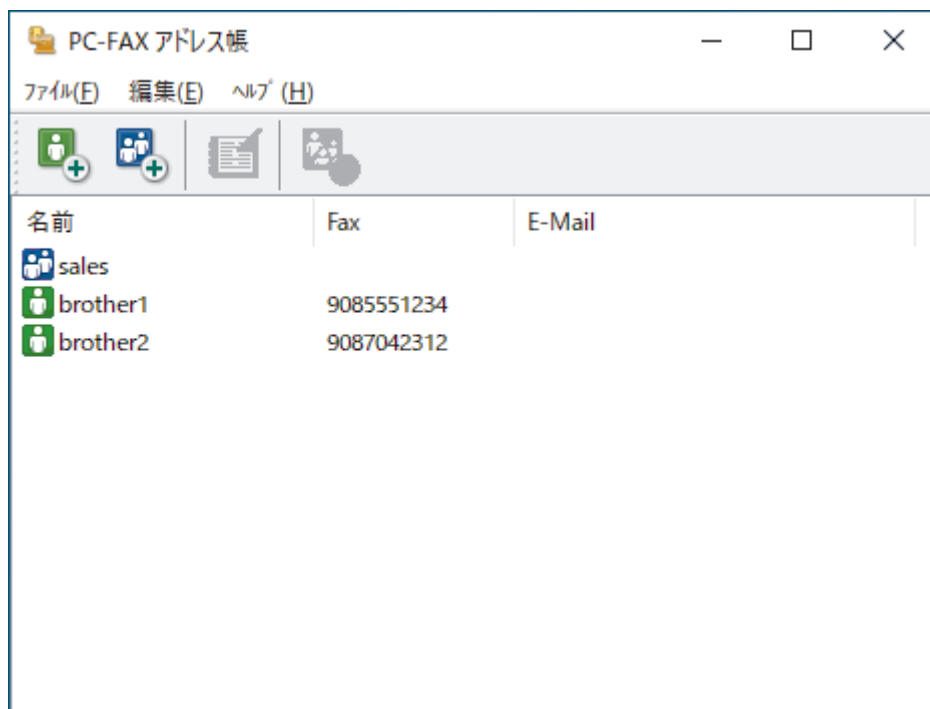 PC-FAX アドレス帳
ﾌｧｲﾙ(F) 編集(E) ﾍﾙﾌﾟ(H)
名前 Fax E-Mail
sales
brother1 9085551234
brother2 9087042312